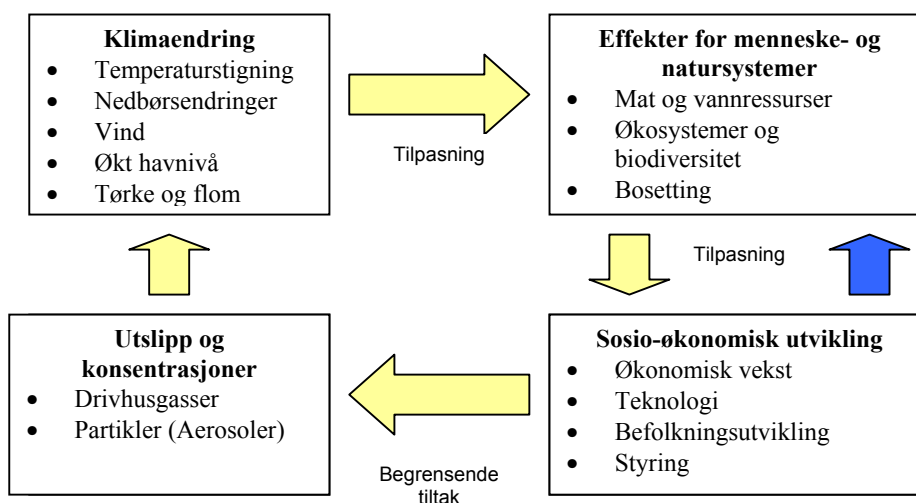 Klimaendring
• Temperaturstigning
• Nedbørsendringer
• Vind
• Økt havnivå
• Tørke og flom
Tilpasning
Effekter for menneske- og
natursystemer
• Mat og vannressurser
• Økosystemer og
biodiversitet
• Bosetting
Tilpasning
Utslipp og
konsentrasjoner
• Drivhusgasser
• Partikler (Aerosoler)
Begrensende
tiltak
Sosio-økonomisk utvikling
• Økonomisk vekst
• Teknologi
• Befolkningsutvikling
• Styring